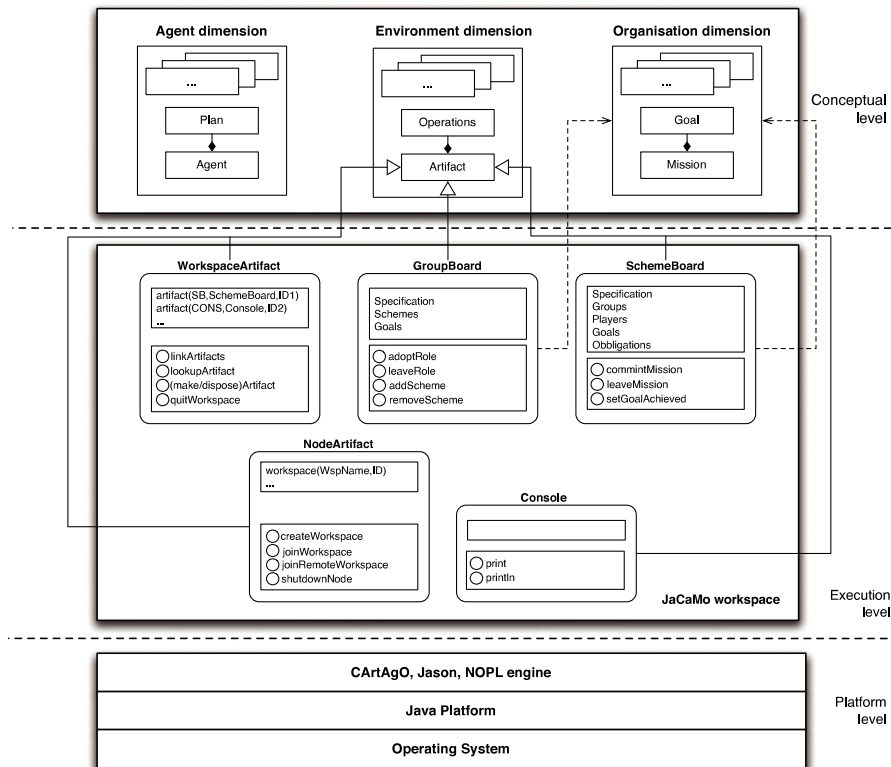 Agent dimension
...
Plan
Agent
Environment dimension
...
Operations
Artifact
Organisation dimension
...
Goal
Mission
Conceptual
level
WorkspaceArtifact
artifact(SB,SchemeBoard,ID1)
artifact(CONS,Console,ID2)
...
linkArtifacts
lookupArtifact
(make/dispose)Artifact
quitWorkspace
GroupBoard
Specification
Schemes
Goals
adoptRole
leaveRole
addScheme
removeScheme
SchemeBoard
Specification
Groups
Players
Goals
Obbligations
commintMission
leaveMission
setGoalAchieved
NodeArtifact
workspace(WspName,ID)
...
createWorkspace
joinWorkspace
joinRemoteWorkspace
shutdownNode
Console
print
println
JaCaMo workspace
Execution
level
CArtAgO, Jason, NOPL engine
Java Platform
Operating System
Platform
level